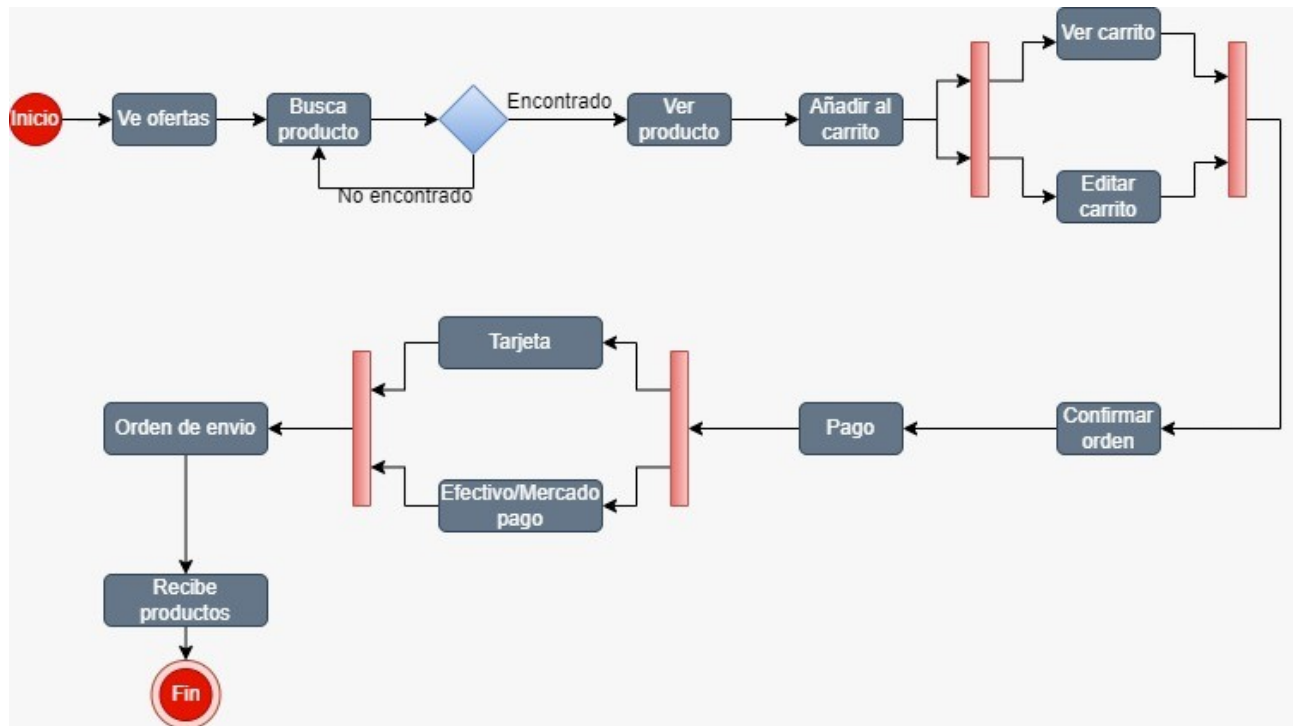 Inicio
Ve ofertas
Busca
producto
Encontrado
No encontrado
Ver
producto
Añadir al
carrito
Ver carrito
Editar
carrito
Confirmar
orden
Pago
Tarjeta
Efectivo/Mercado
pago
Orden de envio
Recibe
productos
Fin